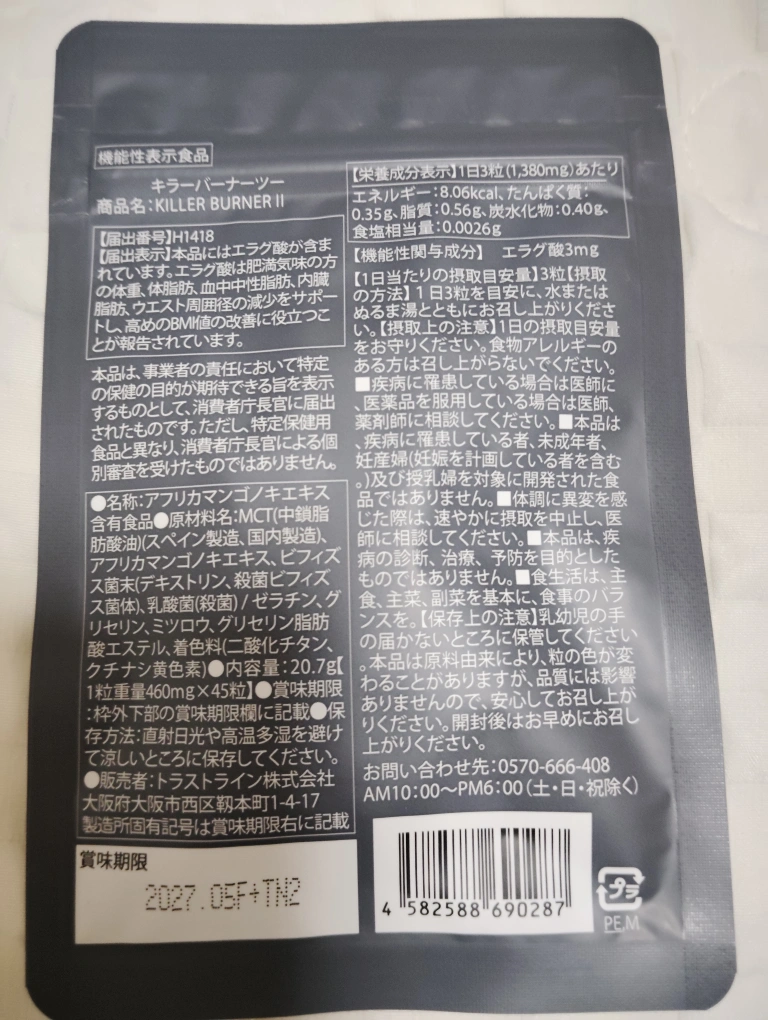 機能性表示食品
キラーバーナーツー
商品名:KILLER BURNER II
【届出番号】H1418
【届出表示】本品にはエラグ酸が含ま
れています。エラグ酸は肥満気味の方
の体重、体脂肪、血中中性脂肪、内臓
脂肪、ウエスト周囲径の減少をサポー
トし、高めのBMI値の改善に役立つこ
とが報告されています。
本品は、事業者の責任において特定
の保健の目的が期待できる旨を表示
するものとして、消費者庁長官に届出
されたものです。ただし、特定保健用
食品と異なり、消費者庁長官による個
別審査を受けたものではありません。
●名称:アフリカマンゴノキエキス
含有食品●原材料名:MCT(中鎖脂
肪酸油)(スペイン製造、国内製造)、
アフリカマンゴノキエキス、ビフィズ
ス菌末(デキストリン、殺菌ビフィズ
ス菌体)、乳酸菌(殺菌) / ゼラチン、グ
リセリン、ミツロウ、グリセリン脂肪
酸エステル、着色料(二酸化チタン、
クチナシ黄色素)●内容量:20.7g【
1粒重量460mg×45粒】●賞味期限
:枠外下部の賞味期限欄に記載●保
存方法:直射日光や高温多湿を避け
て涼しいところに保存してください。
●販売者:トラストライン株式会社
大阪府大阪市西区靱本町1-4-17
製造所固有記号は賞味期限右に記載
賞味期限
2027.05F+TN2
【栄養成分表示】1日3粒(1,380mg)あたり
エネルギー:8.06kcal、たんぱく質:
0.35g、脂質:0.56g、炭水化物:0.40g、
食塩相当量:0.0026g
【機能性関与成分】 エラグ酸3mg
【1日当たりの摂取目安量】3粒【摂取
の方法】1日3粒を目安に、水または
ぬるま湯とともにお召し上がりくださ
い。【摂取上の注意】1日の摂取目安量
をお守りください。食物アレルギーの
ある方は召し上がらないでください。
■疾病に罹患している場合は医師に
、医薬品を服用している場合は医師、
薬剤師に相談してください。■本品は
、疾病に罹患している者、未成年者、
妊産婦(妊娠を計画している者を含む
。)及び授乳婦を対象に開発された食
品ではありません。■体調に異変を感
じた際は、速やかに摂取を中止し、医
師に相談してください。■本品は、疾
病の診断、治療、予防を目的とした
ものではありません。■食生活は、主
食、主菜、副菜を基本に、食事のバラ
ンスを。【保存上の注意】乳幼児の手
の届かないところに保管してください
。本品は原料由来により、粒の色が変
わることがありますが、品質には影響
ありませんので、安心してお召し上が
りください。開封後はお早めにお召し
上がりください。
お問い合わせ先:0570-666-408
AM10:00～PM6:00(土・日・祝除く)
4 582588 690287
プラ
PE,M